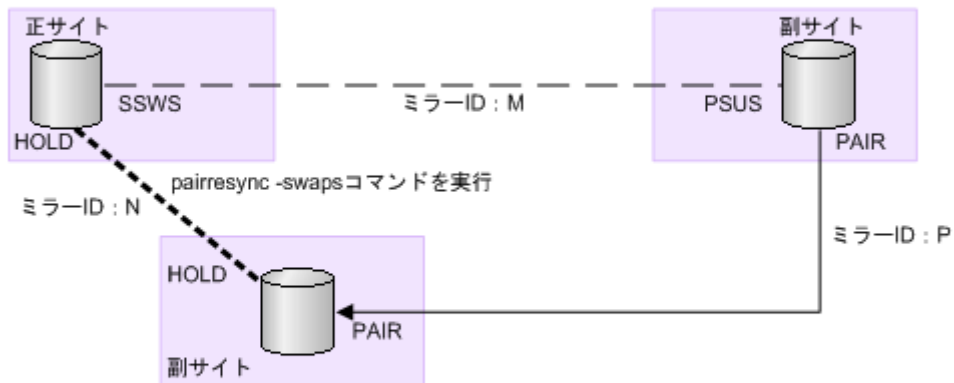 正サイト
副サイト
SSWS
ミラーID：M
PSUS
HOLD
PAIR
pairresync -swapsコマンドを実行
ミラーID：N
ミラーID：P
HOLD
PAIR
副サイト